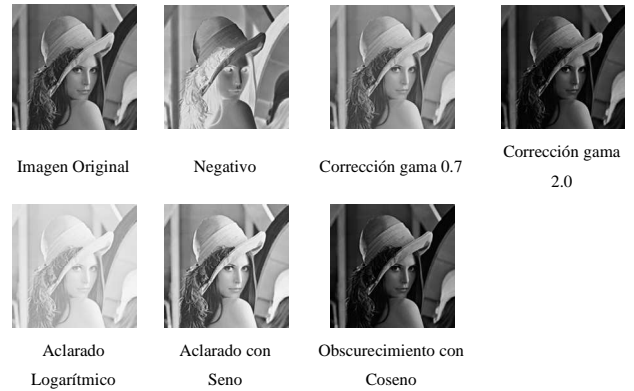 Imagen Original
Negativo
Corrección gama 0.7
Corrección gama
2.0
Aclarado
Logarítmico
Aclarado con
Seno
Obscurecimiento con
Coseno